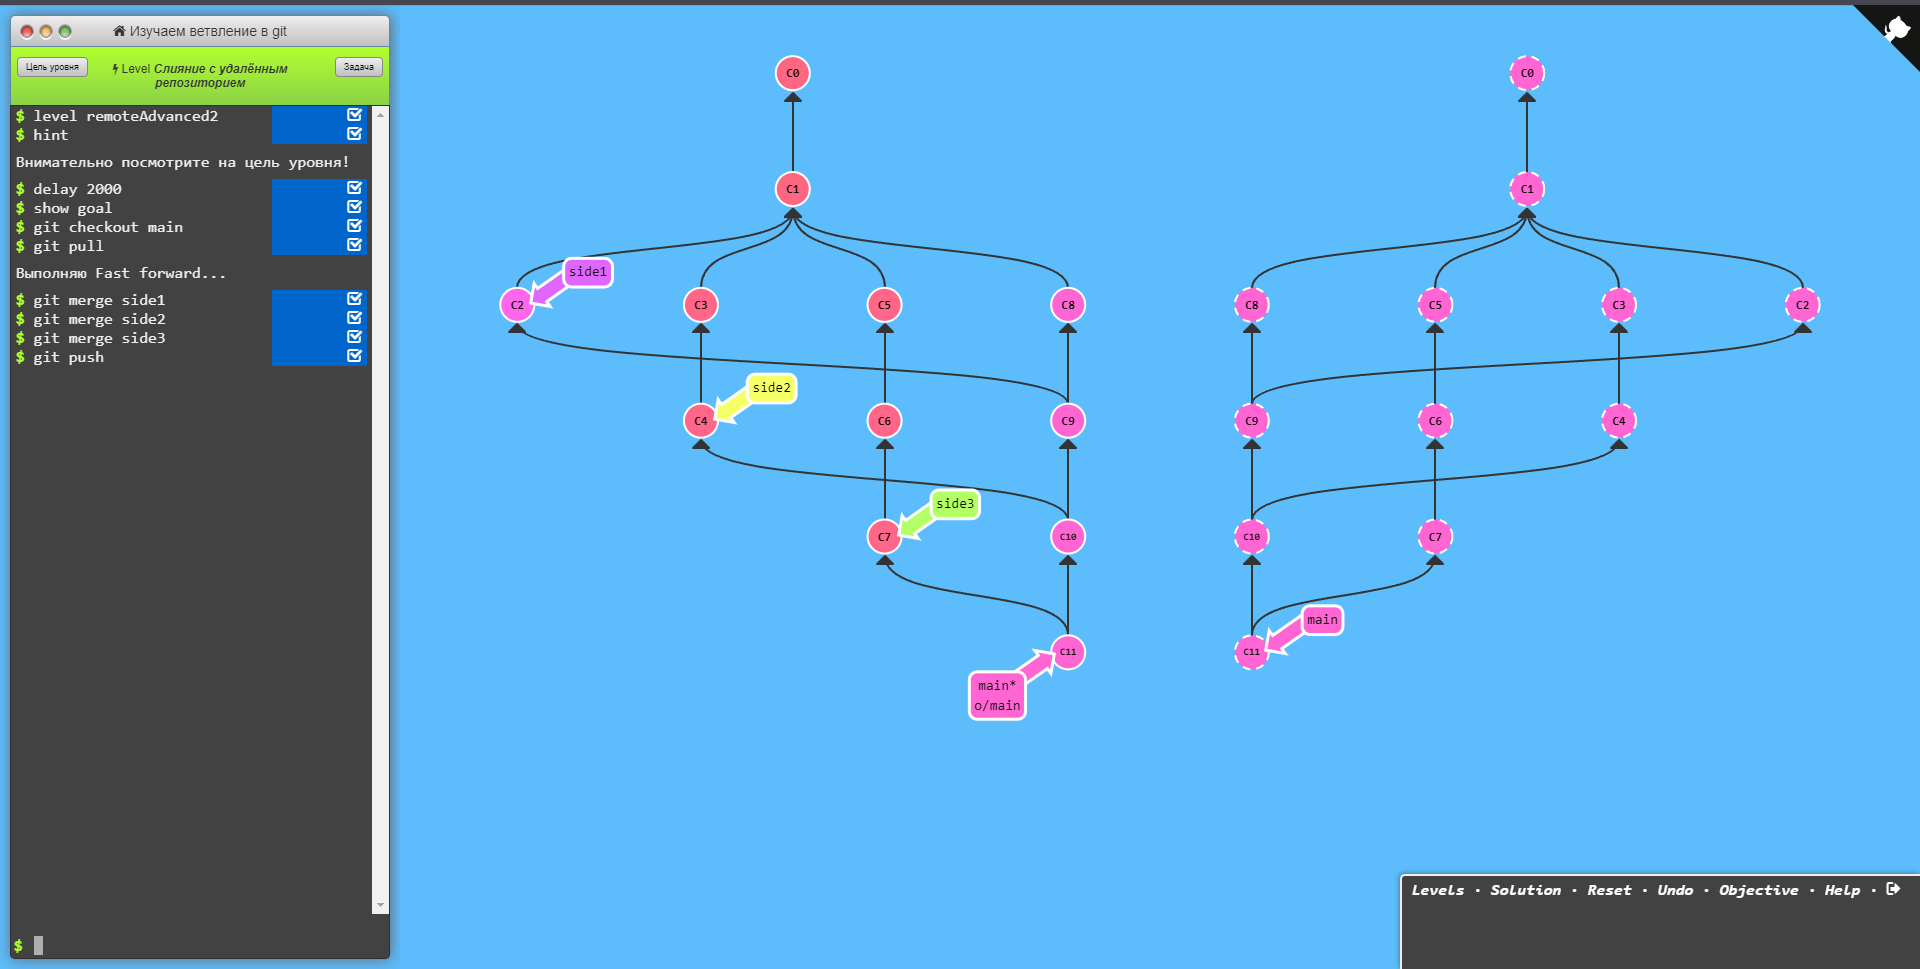 Изучаем ветвление в git
Цель уровня
Level Слияние с удалённым
репозиторием
Задача
$ level remoteAdvanced2
$ hint
Внимательно посмотрите на цель уровня!
$ delay 2000
$ show goal
$ git checkout main
$ git pull
Выполняю Fast forward...
$ git merge side1
$ git merge side2
$ git merge side3
$ git push
$
C0
C1
side1
C2
C3
C5
C8
side2
C4
C6
C9
side3
C7
C10
C11
main*
o/main
C0
C1
C8
C5
C3
C2
C9
C6
C4
C10
C7
main
C11
Levels · Solution · Reset · Undo · Objective · Help ·